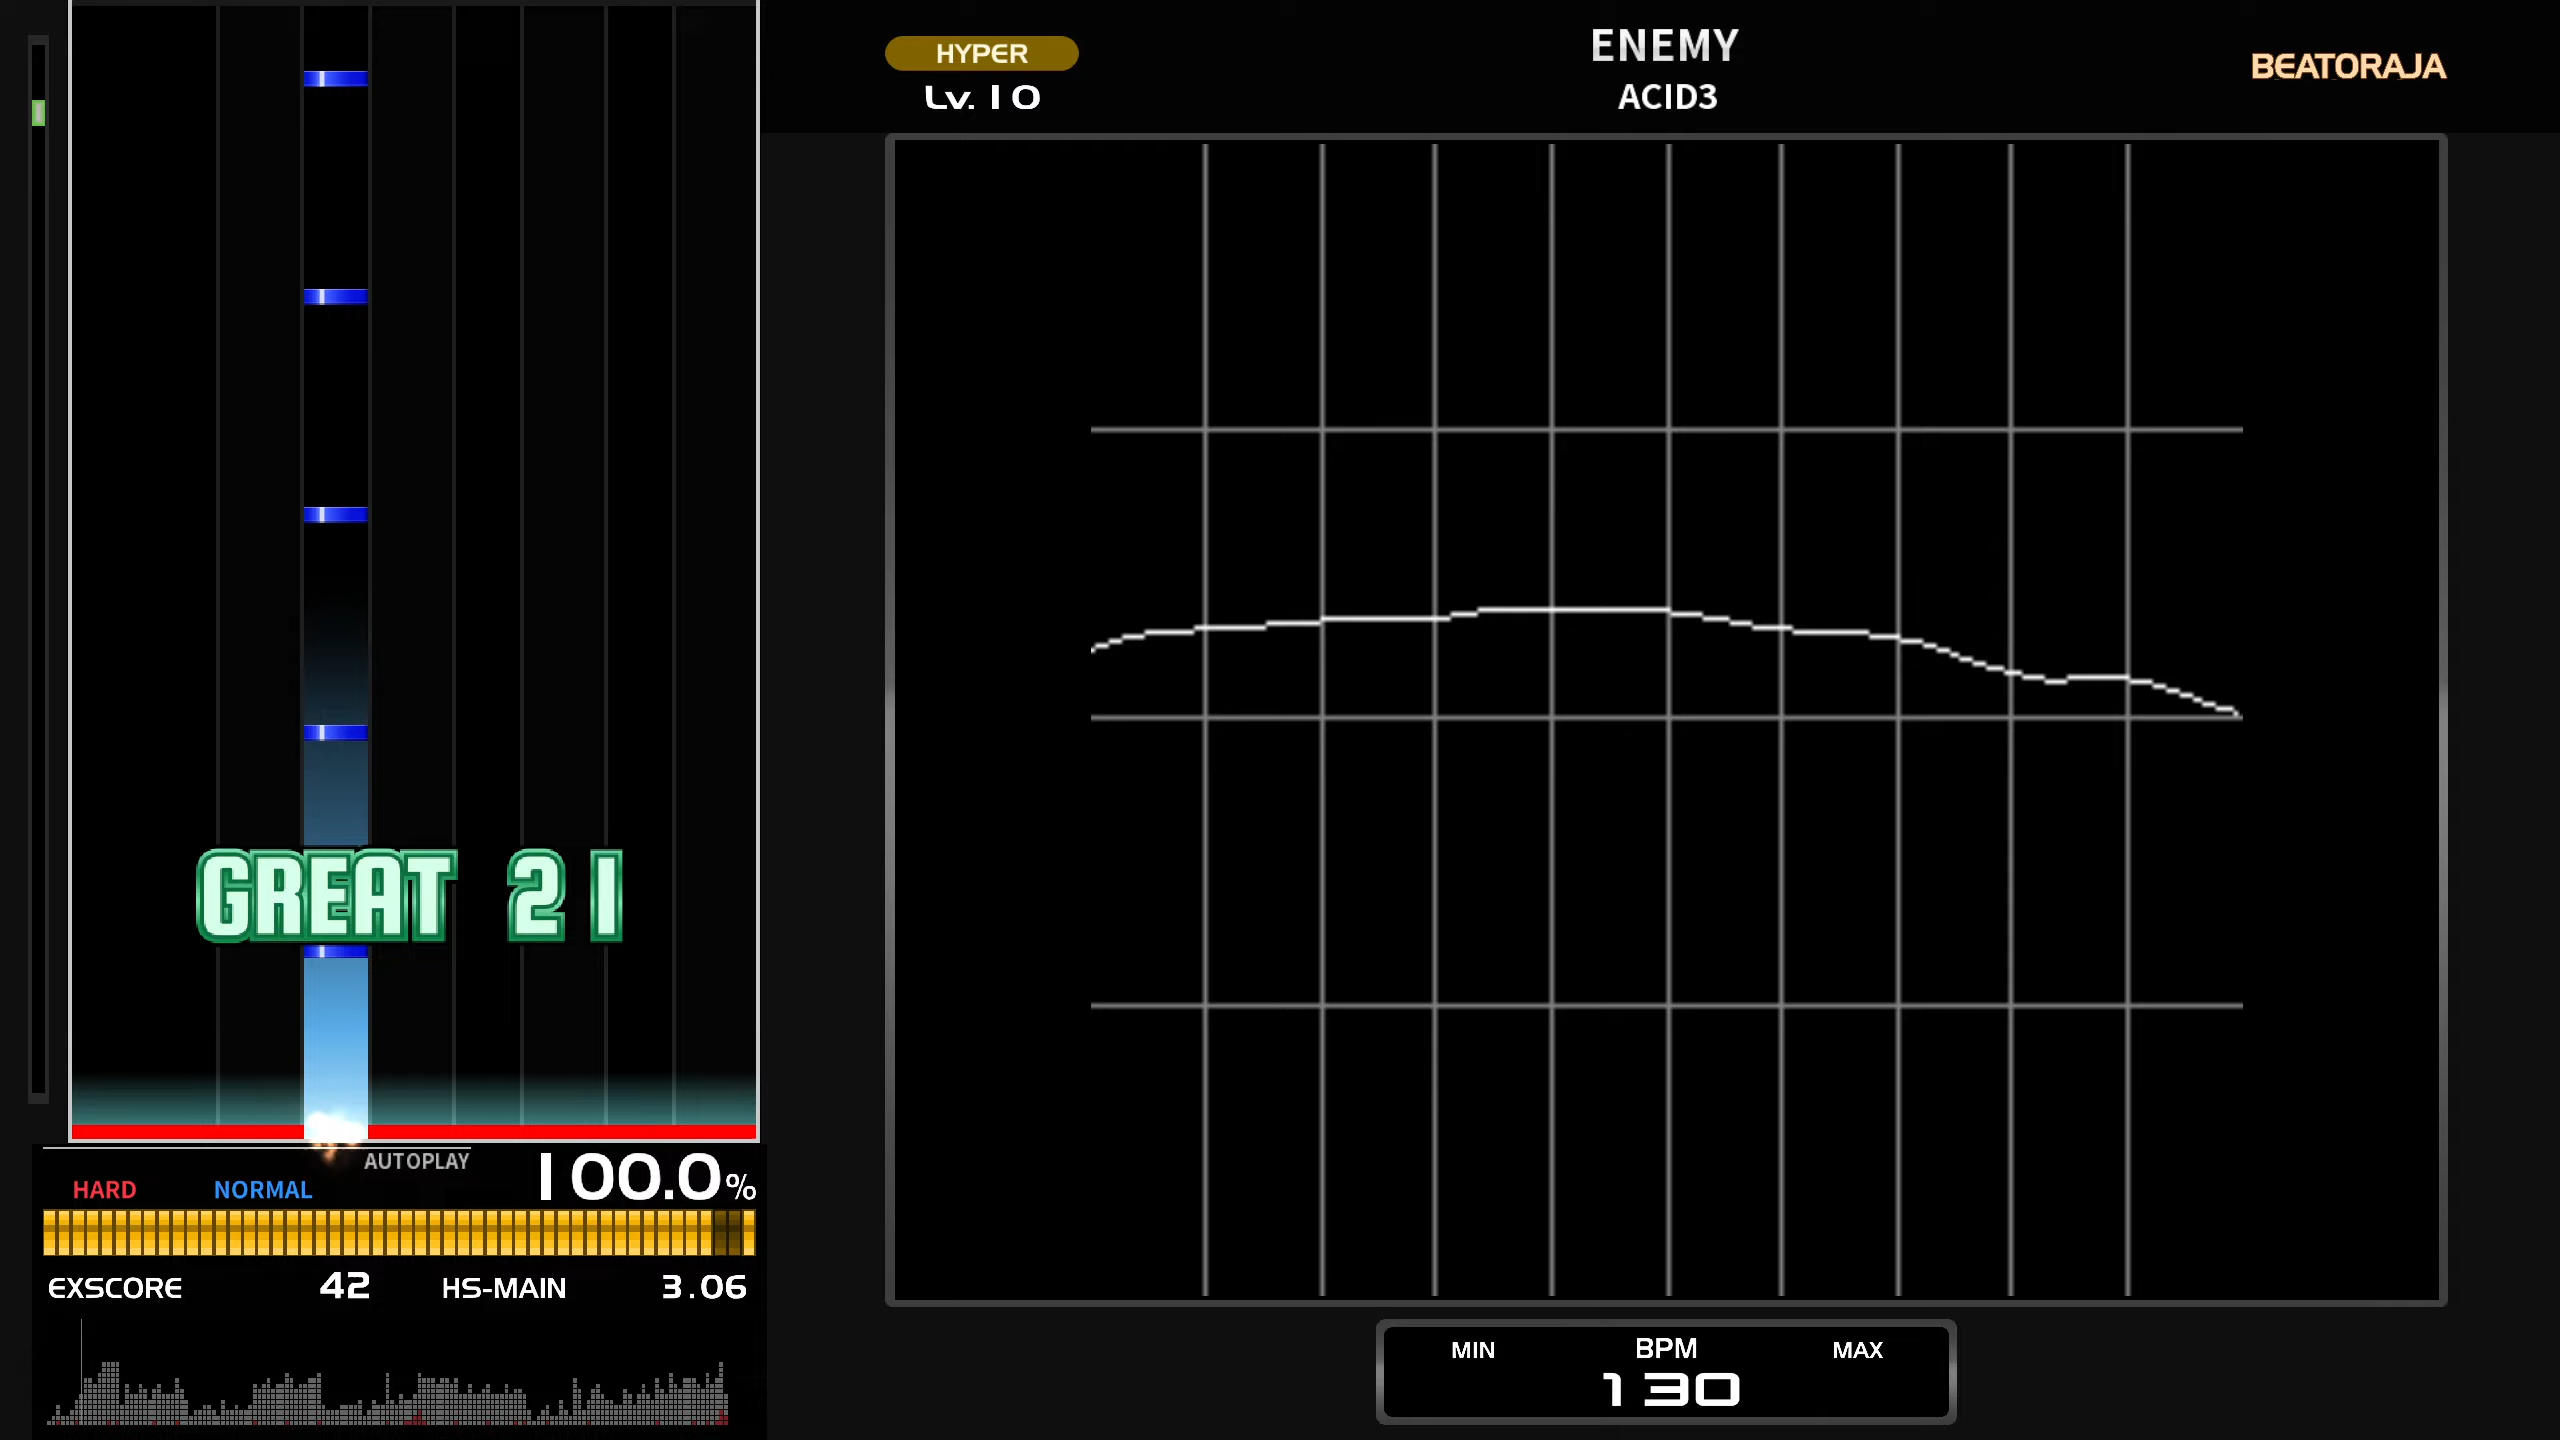 HYPER
Lv. 10
ENEMY
ACID3
BEATORAJA
GREAT 21
AUTOPLAY
HARD NORMAL 100.0%
EXSCORE 42 HS-MAIN 3.06
MIN BPM MAX
130